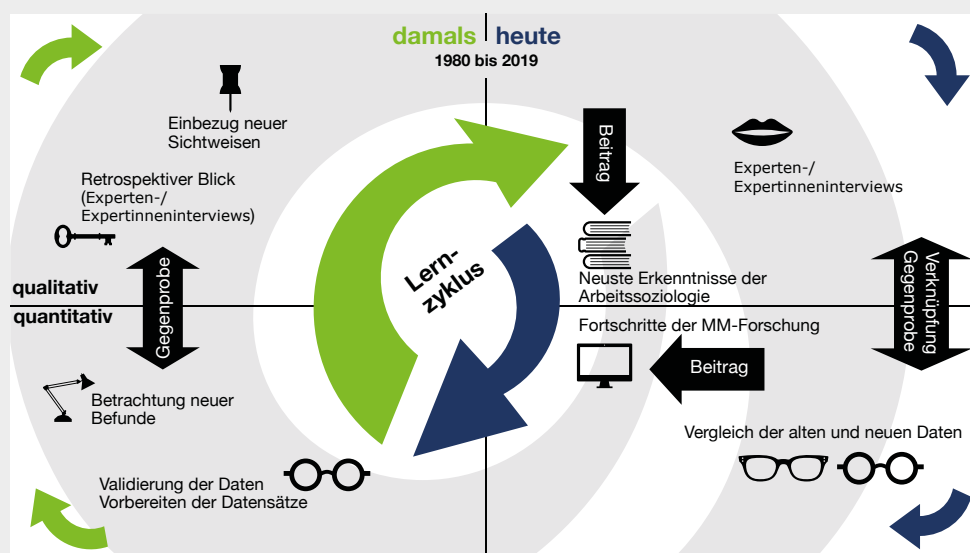 damals heute
1980 bis 2019
Einbezug neuer
Sichtweisen
Retrospektiver Blick
(Experten-/
Expertinneninterviews)
qualitativ
quantitativ
Gegenprobe
Betrachtung neuer
Befunde
Validierung der Daten
Vorbereiten der Datensätze
Lern-
zyklus
Beitrag
Experten-/
Expertinneninterviews
Neuste Erkenntnisse der
Arbeitssoziologie
Fortschritte der MM-Forschung
Beitrag
Verknüpfung
Gegenprobe
Vergleich der alten und neuen Daten